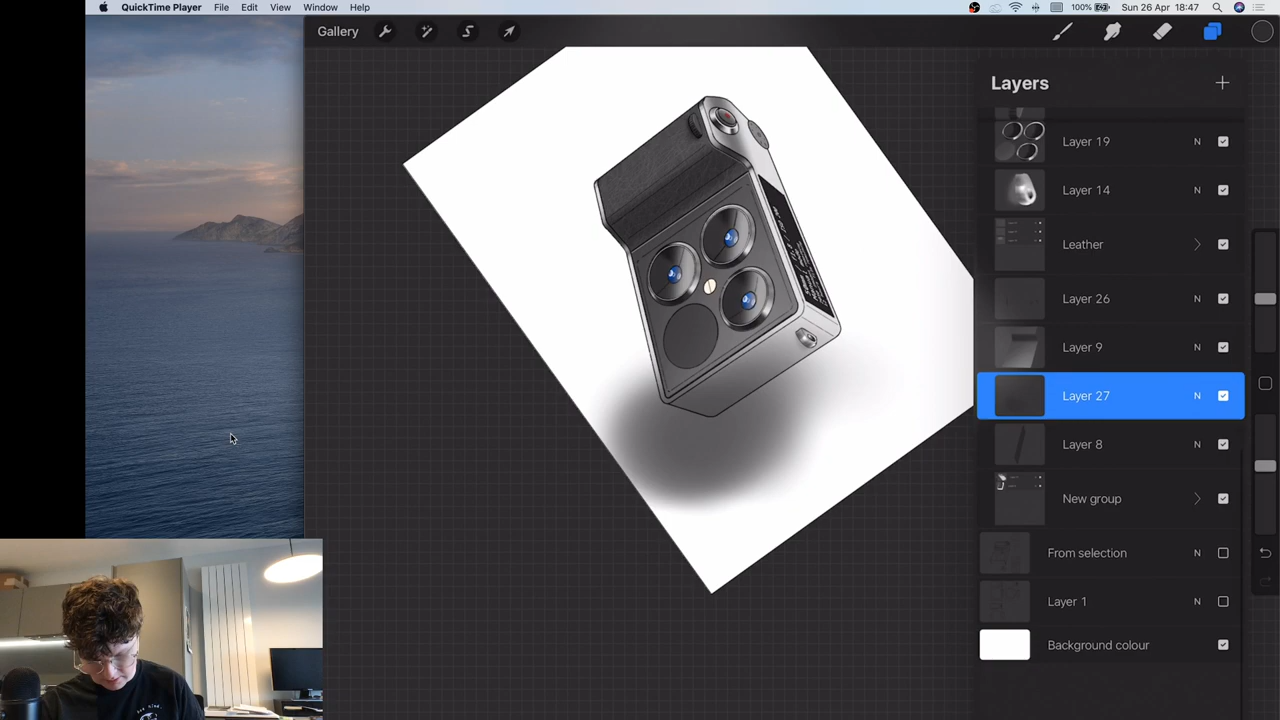 QuickTime Player File Edit View Window Help
100% Sun 26 Apr 18:47
Gallery
Layers
Layer 19 N
Layer 14 N
Leather
Layer 26 N
Layer 9 N
Layer 27 N
Layer 8 N
New group
From selection N
Layer 1 N
Background colour